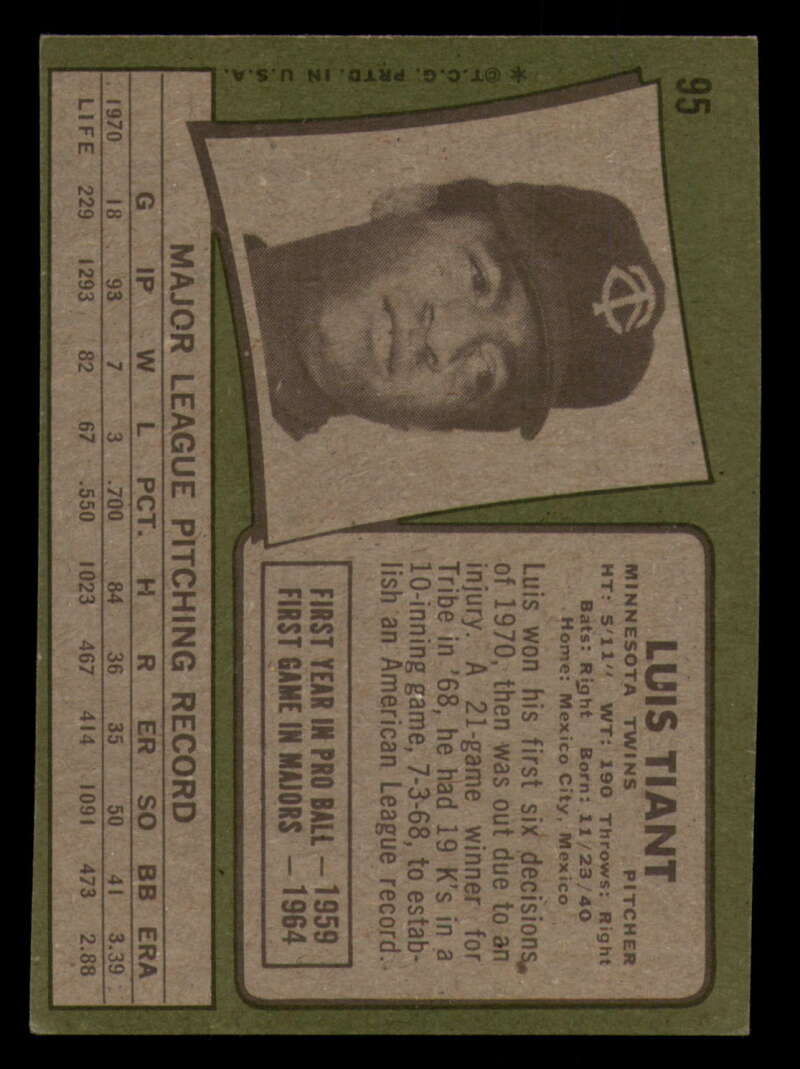 95
LUIS TIANT
MINNESOTA TWINS PITCHER
HT: 5'11" WT: 190 Throws: Right
Bats: Right Born: 11/23/40
Home: Mexico City, Mexico
Luis won his first six decisions
of 1970, then was out due to an
injury. A 21-game winner for
Tribe in '68, he had 19 K's in a
10-inning game, 7-3-68, to estab-
lish an American League record.
FIRST YEAR IN PRO BALL — 1959
FIRST GAME IN MAJORS — 1964
MAJOR LEAGUE PITCHING RECORD
G IP W L PCT. H R ER SO BB ERA
1970 18 93 7 3 .700 84 36 35 50 41 3.39
LIFE 229 1293 82 67 .550 1023 467 414 1091 473 2.88
*©T.C.G. PRTD. IN U.S.A.
TC